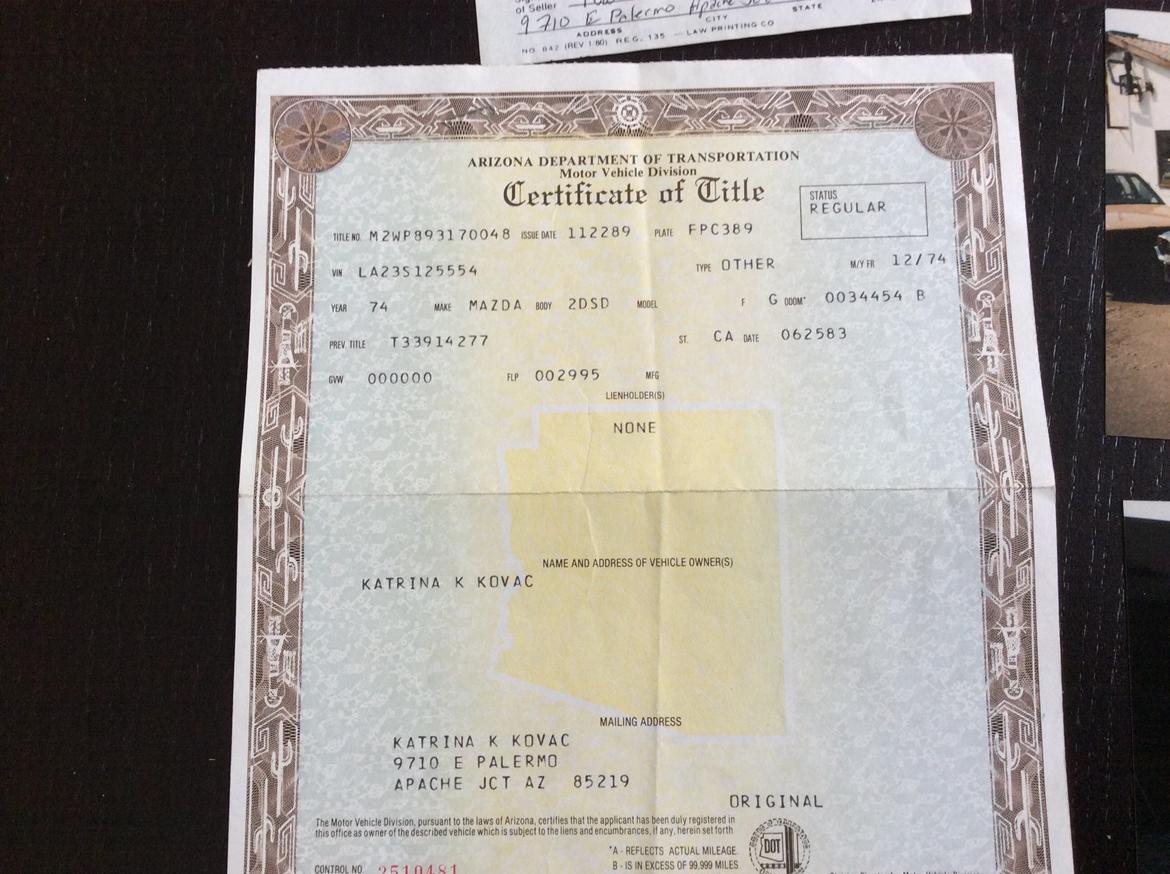 of Seller
9710 E Palermo Apache
ADDRESS CITY STATE
NO. 842 (REV 1/80) REG. 135 — LAW PRINTING CO
ARIZONA DEPARTMENT OF TRANSPORTATION
Motor Vehicle Division
Certificate of Title
STATUS
REGULAR
TITLE NO. M2WP893170048 ISSUE DATE 112289 PLATE FPC389
VIN LA23S125554 TYPE OTHER M/Y FR 12/74
YEAR 74 MAKE MAZDA BODY 2DSD MODEL F G ODOM* 0034454 B
PREV. TITLE T33914277 ST. CA DATE 062583
GVW 000000 FLP 002995 MFG
LIENHOLDER(S)
NONE
NAME AND ADDRESS OF VEHICLE OWNER(S)
KATRINA K KOVAC
MAILING ADDRESS
KATRINA K KOVAC
9710 E PALERMO
APACHE JCT AZ 85219
ORIGINAL
The Motor Vehicle Division, pursuant to the laws of Arizona, certifies that the applicant has been duly registered in
this office as owner of the described vehicle which is subject to the liens and encumbrances, if any, herein set forth
*A - REFLECTS ACTUAL MILEAGE.
B - IS IN EXCESS OF 99,999 MILES.
DOT
CONTROL NO. 2510481